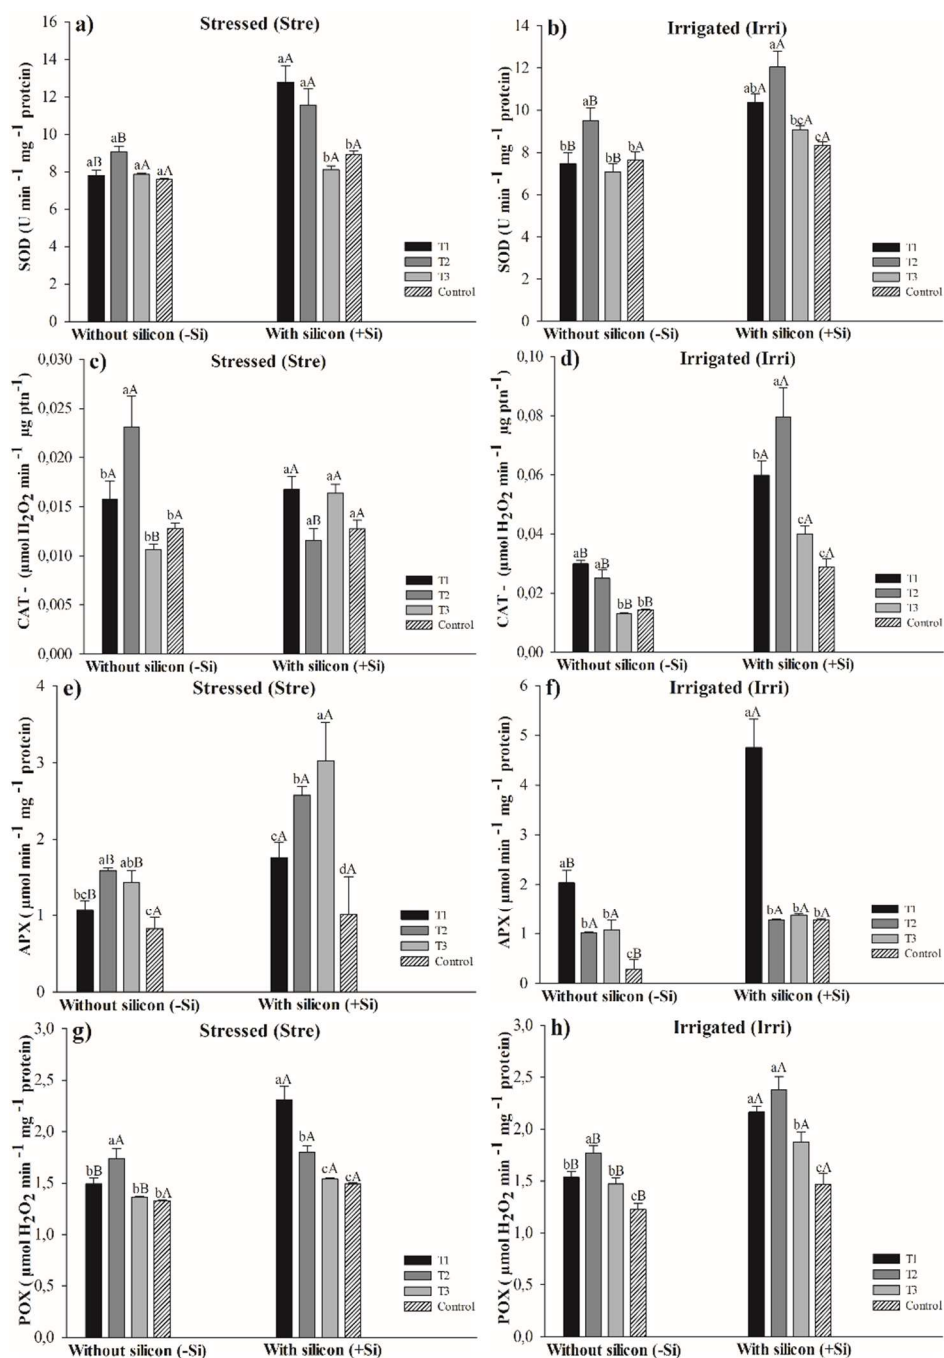 a)
Stressed (Stre)
SOD (U min⁻¹ mg⁻¹ protein)
16
14
12
10
8
6
4
2
0
aB
aB
aA
aA
aA
aA
bA
bA
T1
T2
T3
Control
Without silicon (-Si)
With silicon (+Si)
b)
Irrigated (Irri)
SOD (U min⁻¹ mg⁻¹ protein)
14
12
10
8
6
4
2
0
bB
aB
bB
bA
abA
aA
bcA
cA
T1
T2
T3
Control
Without silicon (-Si)
With silicon (+Si)
c)
Stressed (Stre)
CAT - (µmol H₂O₂ min⁻¹ µg ptn⁻¹)
0,030
0,025
0,020
0,015
0,010
0,005
0,000
bA
aA
bB
bA
aA
aB
aA
aA
T1
T2
T3
Control
Without silicon (-Si)
With silicon (+Si)
d)
Irrigated (Irri)
CAT - (µmol H₂O₂ min⁻¹ µg ptn⁻¹)
0,10
0,08
0,06
0,04
0,02
0,00
aB
aB
bB
bB
bA
aA
cA
cA
T1
T2
T3
Control
Without silicon (-Si)
With silicon (+Si)
e)
Stressed (Stre)
APX ( µmol min⁻¹ mg⁻¹ protein)
4
3
2
1
0
bcB
aB
abB
cA
cA
bA
aA
dA
T1
T2
T3
Control
Without silicon (-Si)
With silicon (+Si)
f)
Irrigated (Irri)
APX ( µmol min⁻¹ mg⁻¹ protein)
6
5
4
3
2
1
0
aB
bA
bA
cB
aA
bA
bA
bA
T1
T2
T3
Control
Without silicon (-Si)
With silicon (+Si)
g)
Stressed (Stre)
POX ( µmol H₂O₂ min⁻¹ mg⁻¹ protein)
3,0
2,5
2,0
1,5
1,0
0,5
0,0
bB
aA
bB
bA
aA
bA
cA
cA
T1
T2
T3
Control
Without silicon (-Si)
With silicon (+Si)
h)
Irrigated (Irri)
POX ( µmol H₂O₂ min⁻¹ mg⁻¹ protein)
3,0
2,5
2,0
1,5
1,0
0,5
0,0
bB
aB
bB
cB
aA
aA
bA
cA
T1
T2
T3
Control
Without silicon (-Si)
With silicon (+Si)